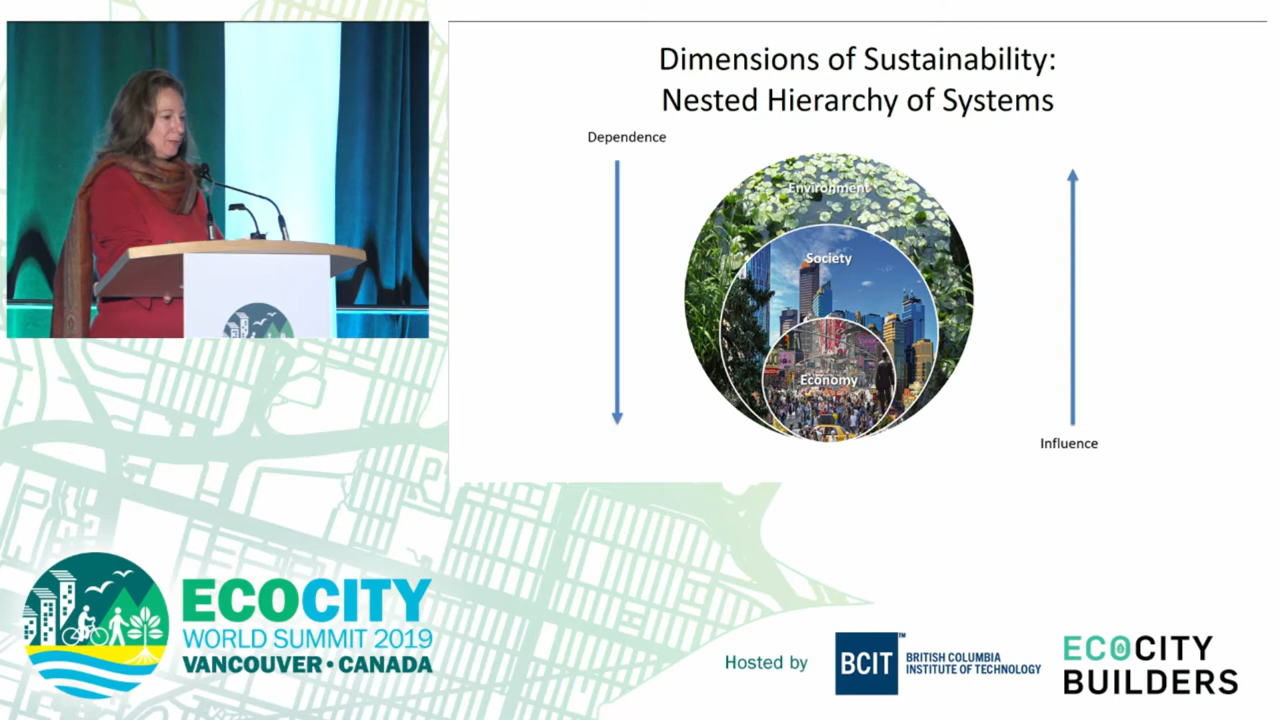 Dimensions of Sustainability:
Nested Hierarchy of Systems
Dependence
Environment
Society
Economy
Influence
ECOCITY
WORLD SUMMIT 2019
VANCOUVER • CANADA
Hosted by
BCIT™
BRITISH COLUMBIA
INSTITUTE OF TECHNOLOGY
ECOCITY
BUILDERS